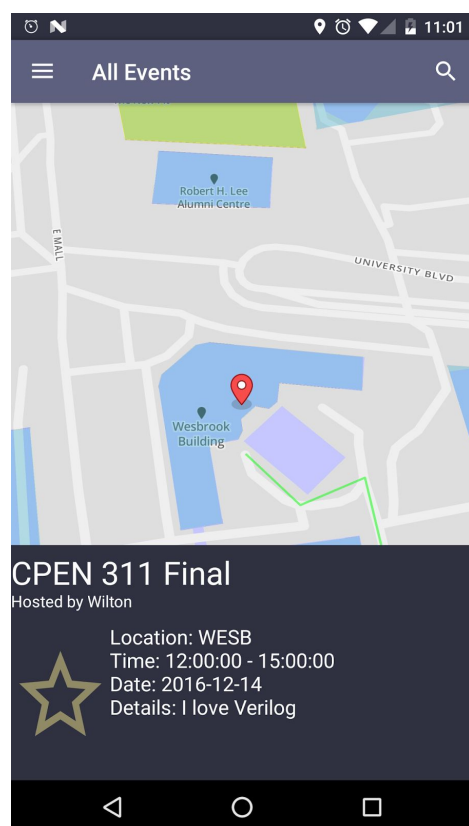 11:01
All Events
Robert H. Lee
Alumni Centre
E MALL
UNIVERSITY BLVD
Wesbrook
Building
CPEN 311 Final
Hosted by Wilton
Location: WESB
Time: 12:00:00 - 15:00:00
Date: 2016-12-14
Details: I love Verilog